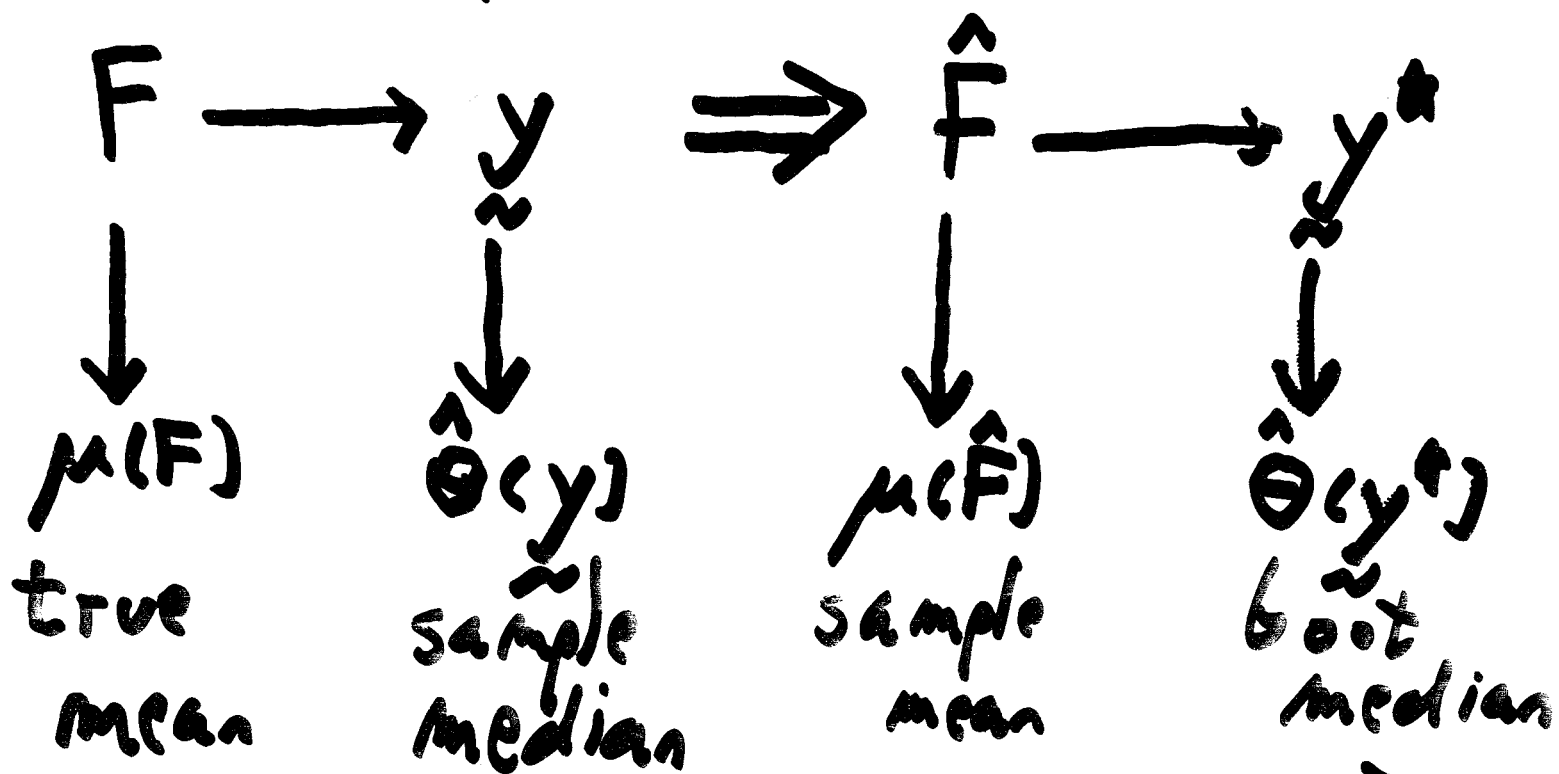 F → y ⇒ F̂ → y*
μ(F) θ̂(y) μ(F̂) θ̂(y*)
true sample sample boot
mean median mean median